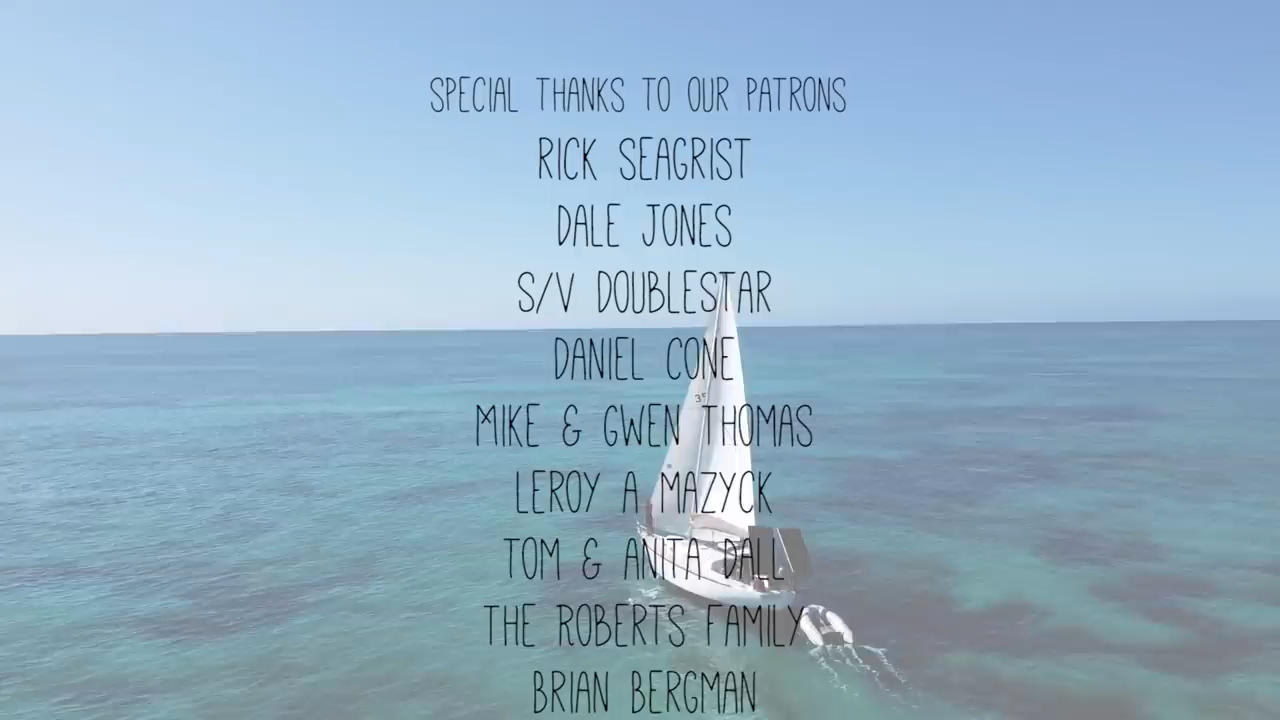 SPECIAL THANKS TO OUR PATRONS
RICK SEAGRIST
DALE JONES
S/V DOUBLESTAR
DANIEL CONE
MIKE & GWEN THOMAS
LEROY A MAZYCK
TOM & ANITA DALL
THE ROBERTS FAMILY
BRIAN BERGMAN